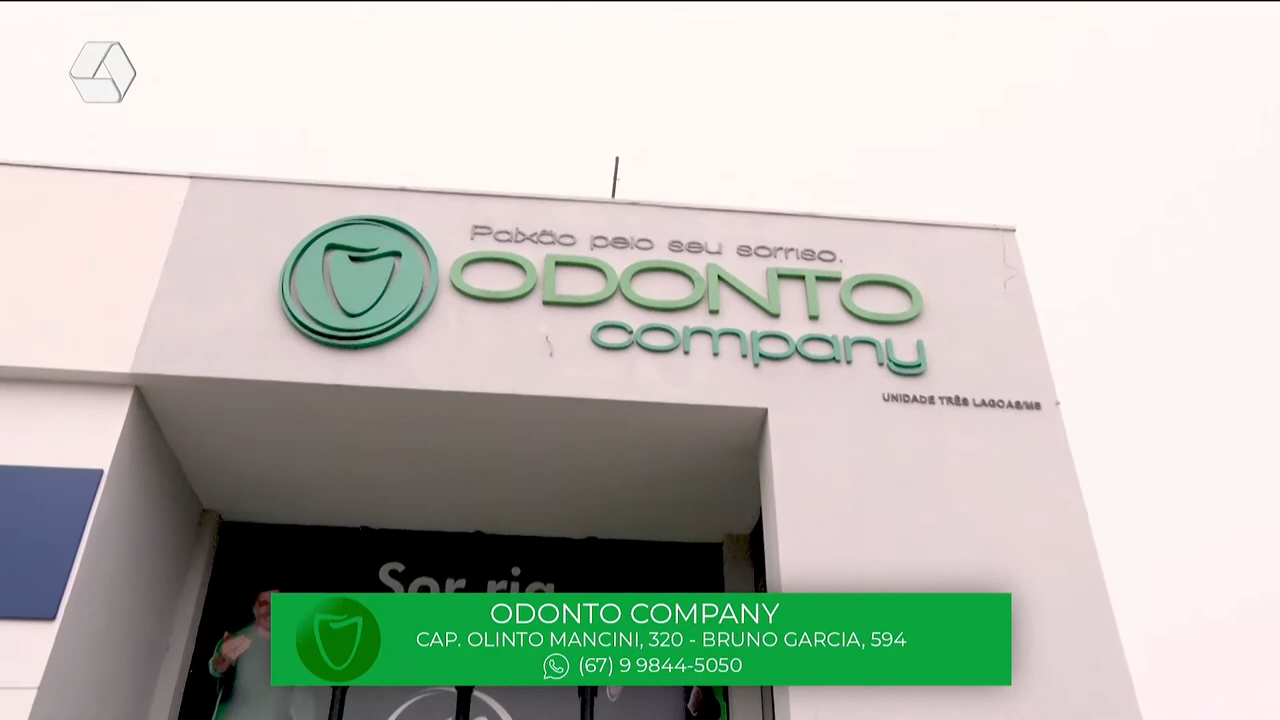 Paixão pelo seu sorriso.
ODONTO
company
UNIDADE TRÊS LAGOAS/MS
ODONTO COMPANY
CAP. OLINTO MANCINI, 320 - BRUNO GARCIA, 594
(67) 9 9844-5050